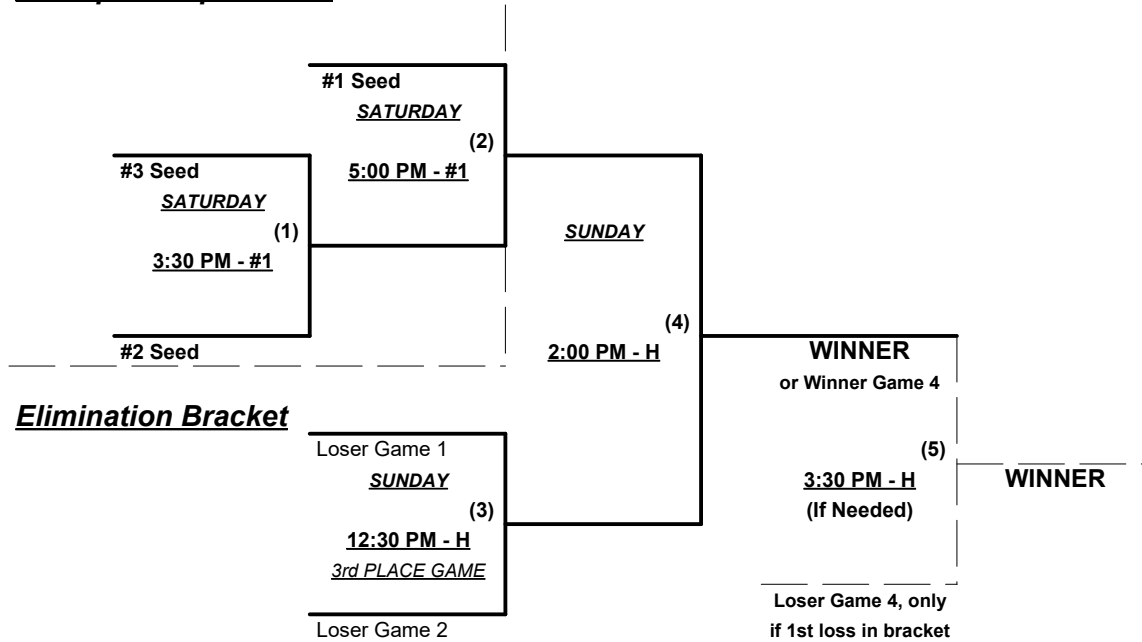 #1 Seed
SATURDAY
(2)
5:00 PM - #1
#3 Seed
SATURDAY
(1)
3:30 PM - #1
#2 Seed
SUNDAY
(4)
2:00 PM - H
WINNER
or Winner Game 4
Elimination Bracket
Loser Game 1
SUNDAY
(3)
12:30 PM - H
3rd PLACE GAME
Loser Game 2
(5)
3:30 PM - H
(If Needed)
WINNER
Loser Game 4, only
if 1st loss in bracket